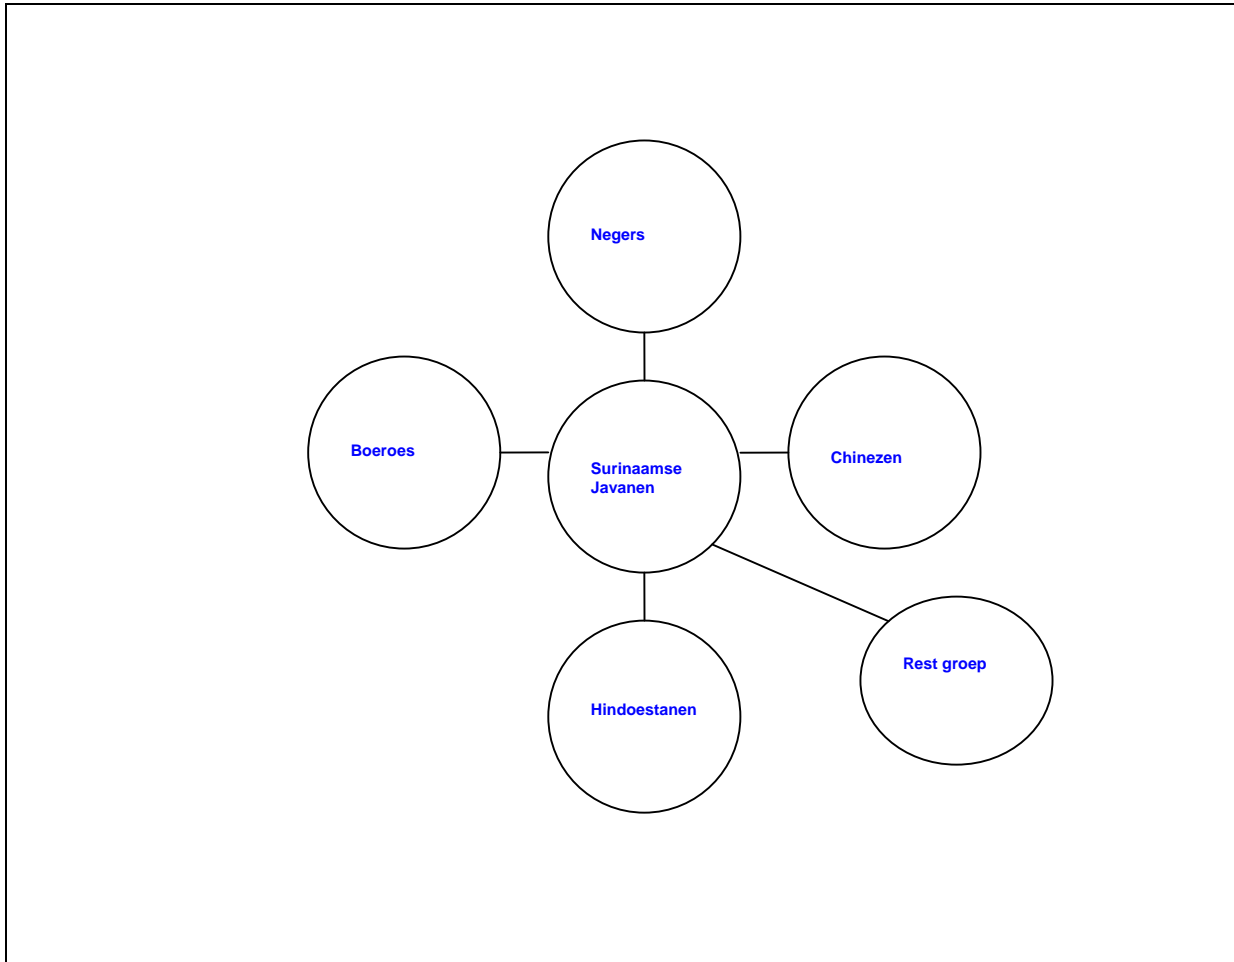 Negers
Boeroes
Surinaamse
Javanen
Chinezen
Rest groep
Hindoestanen